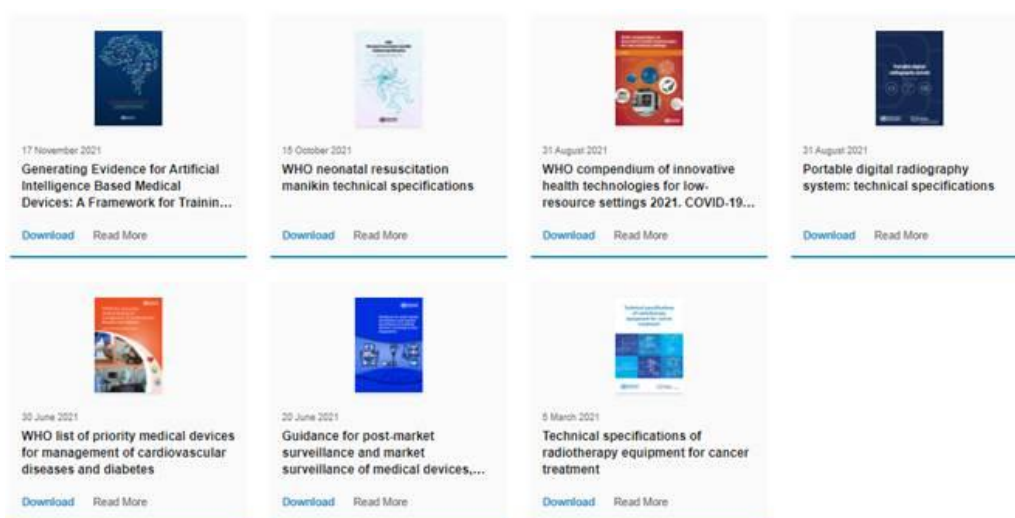 17 November 2021
Generating Evidence for Artificial
Intelligence Based Medical
Devices: A Framework for Trainin...
Download Read More
15 October 2021
WHO neonatal resuscitation
manikin technical specifications
Download Read More
31 August 2021
WHO compendium of innovative
health technologies for low-
resource settings 2021. COVID-19...
Download Read More
31 August 2021
Portable digital radiography
system: technical specifications
Download Read More
30 June 2021
WHO list of priority medical devices
for management of cardiovascular
diseases and diabetes
Download Read More
20 June 2021
Guidance for post-market
surveillance and market
surveillance of medical devices,...
Download Read More
5 March 2021
Technical specifications of
radiotherapy equipment for cancer
treatment
Download Read More